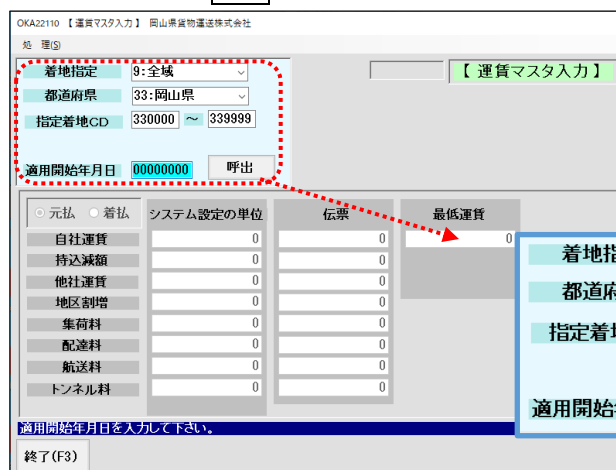 OKA22110 【運賃マスタ入力】 岡山県貨物運送株式会社
処 理(S)
着地指定 9:全域
【 運賃マスタ入力 】
都道府県 33:岡山県
指定着地CD 330000 ～ 339999
適用開始年月日 00000000 呼出
元払 着払 システム設定の単位 伝票 最低運賃
自社運賃 0 0 0
持込減額 0 0
他社運賃 0 0
地区割増 0 0
集荷料 0 0
配達料 0 0
航送料 0 0
トンネル料 0 0
着地指
都道府
指定着地
適用開始年
適用開始年月日を入力して下さい。
終了(F3)